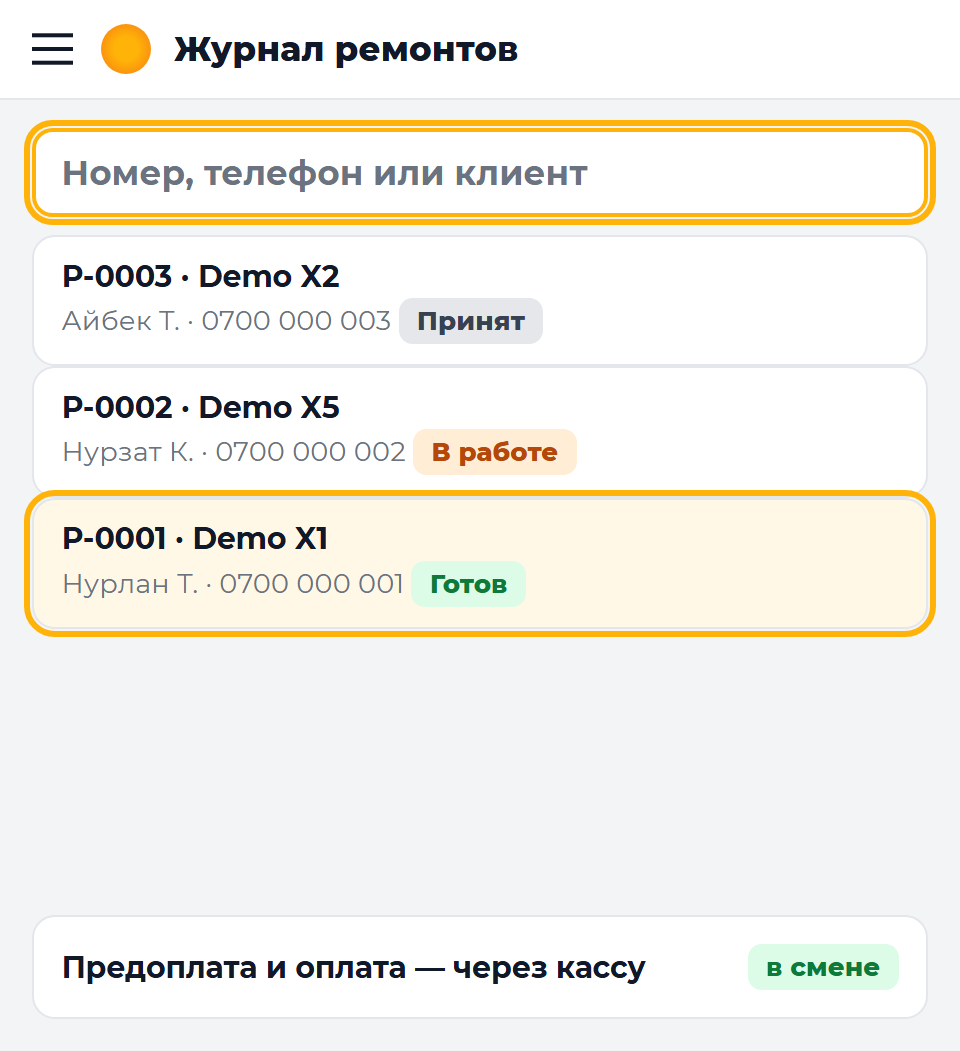 Журнал ремонтов
Номер, телефон или клиент
Р-0003 · Demo X2
Айбек Т. · 0700 000 003 Принят
Р-0002 · Demo X5
Нурзат К. · 0700 000 002 В работе
Р-0001 · Demo X1
Нурлан Т. · 0700 000 001 Готов
Предоплата и оплата — через кассу в смене